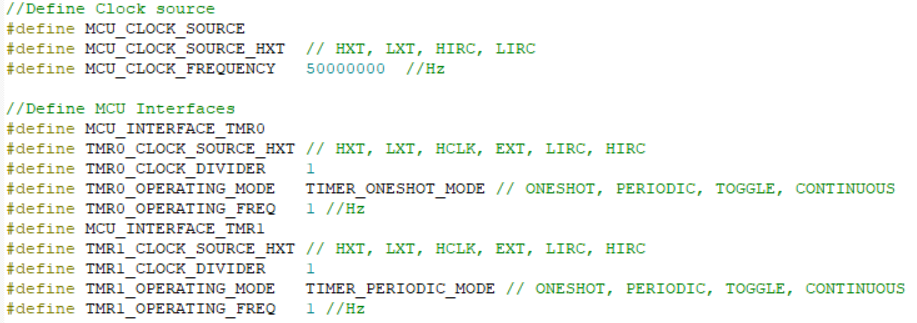 //Define Clock source
#define MCU_CLOCK_SOURCE
#define MCU_CLOCK_SOURCE_HXT  // HXT, LXT, HIRC, LIRC
#define MCU_CLOCK_FREQUENCY   50000000  //Hz

//Define MCU Interfaces
#define MCU_INTERFACE_TMR0
#define TMR0_CLOCK_SOURCE_HXT // HXT, LXT, HCLK, EXT, LIRC, HIRC
#define TMR0_CLOCK_DIVIDER    1
#define TMR0_OPERATING_MODE   TIMER_ONESHOT_MODE // ONESHOT, PERIODIC, TOGGLE, CONTINUOUS
#define TMR0_OPERATING_FREQ   1 //Hz
#define MCU_INTERFACE_TMR1
#define TMR1_CLOCK_SOURCE_HXT // HXT, LXT, HCLK, EXT, LIRC, HIRC
#define TMR1_CLOCK_DIVIDER    1
#define TMR1_OPERATING_MODE   TIMER_PERIODIC_MODE // ONESHOT, PERIODIC, TOGGLE, CONTINUOUS
#define TMR1_OPERATING_FREQ   1 //Hz